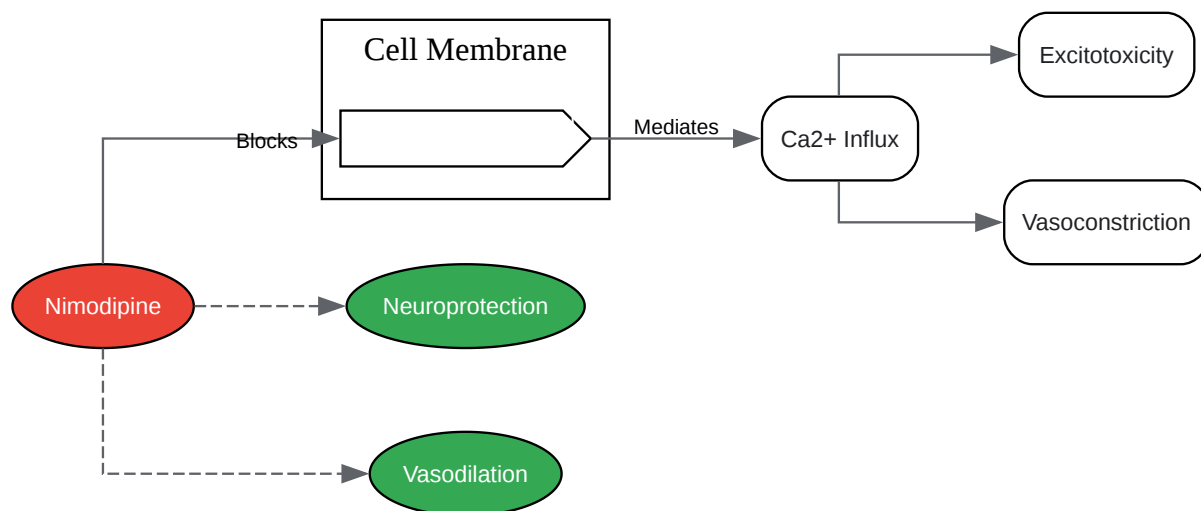 Cell Membrane
Excitotoxicity
Blocks
Mediates
Ca2+ Influx
Vasoconstriction
Nimodipine
Neuroprotection
Vasodilation